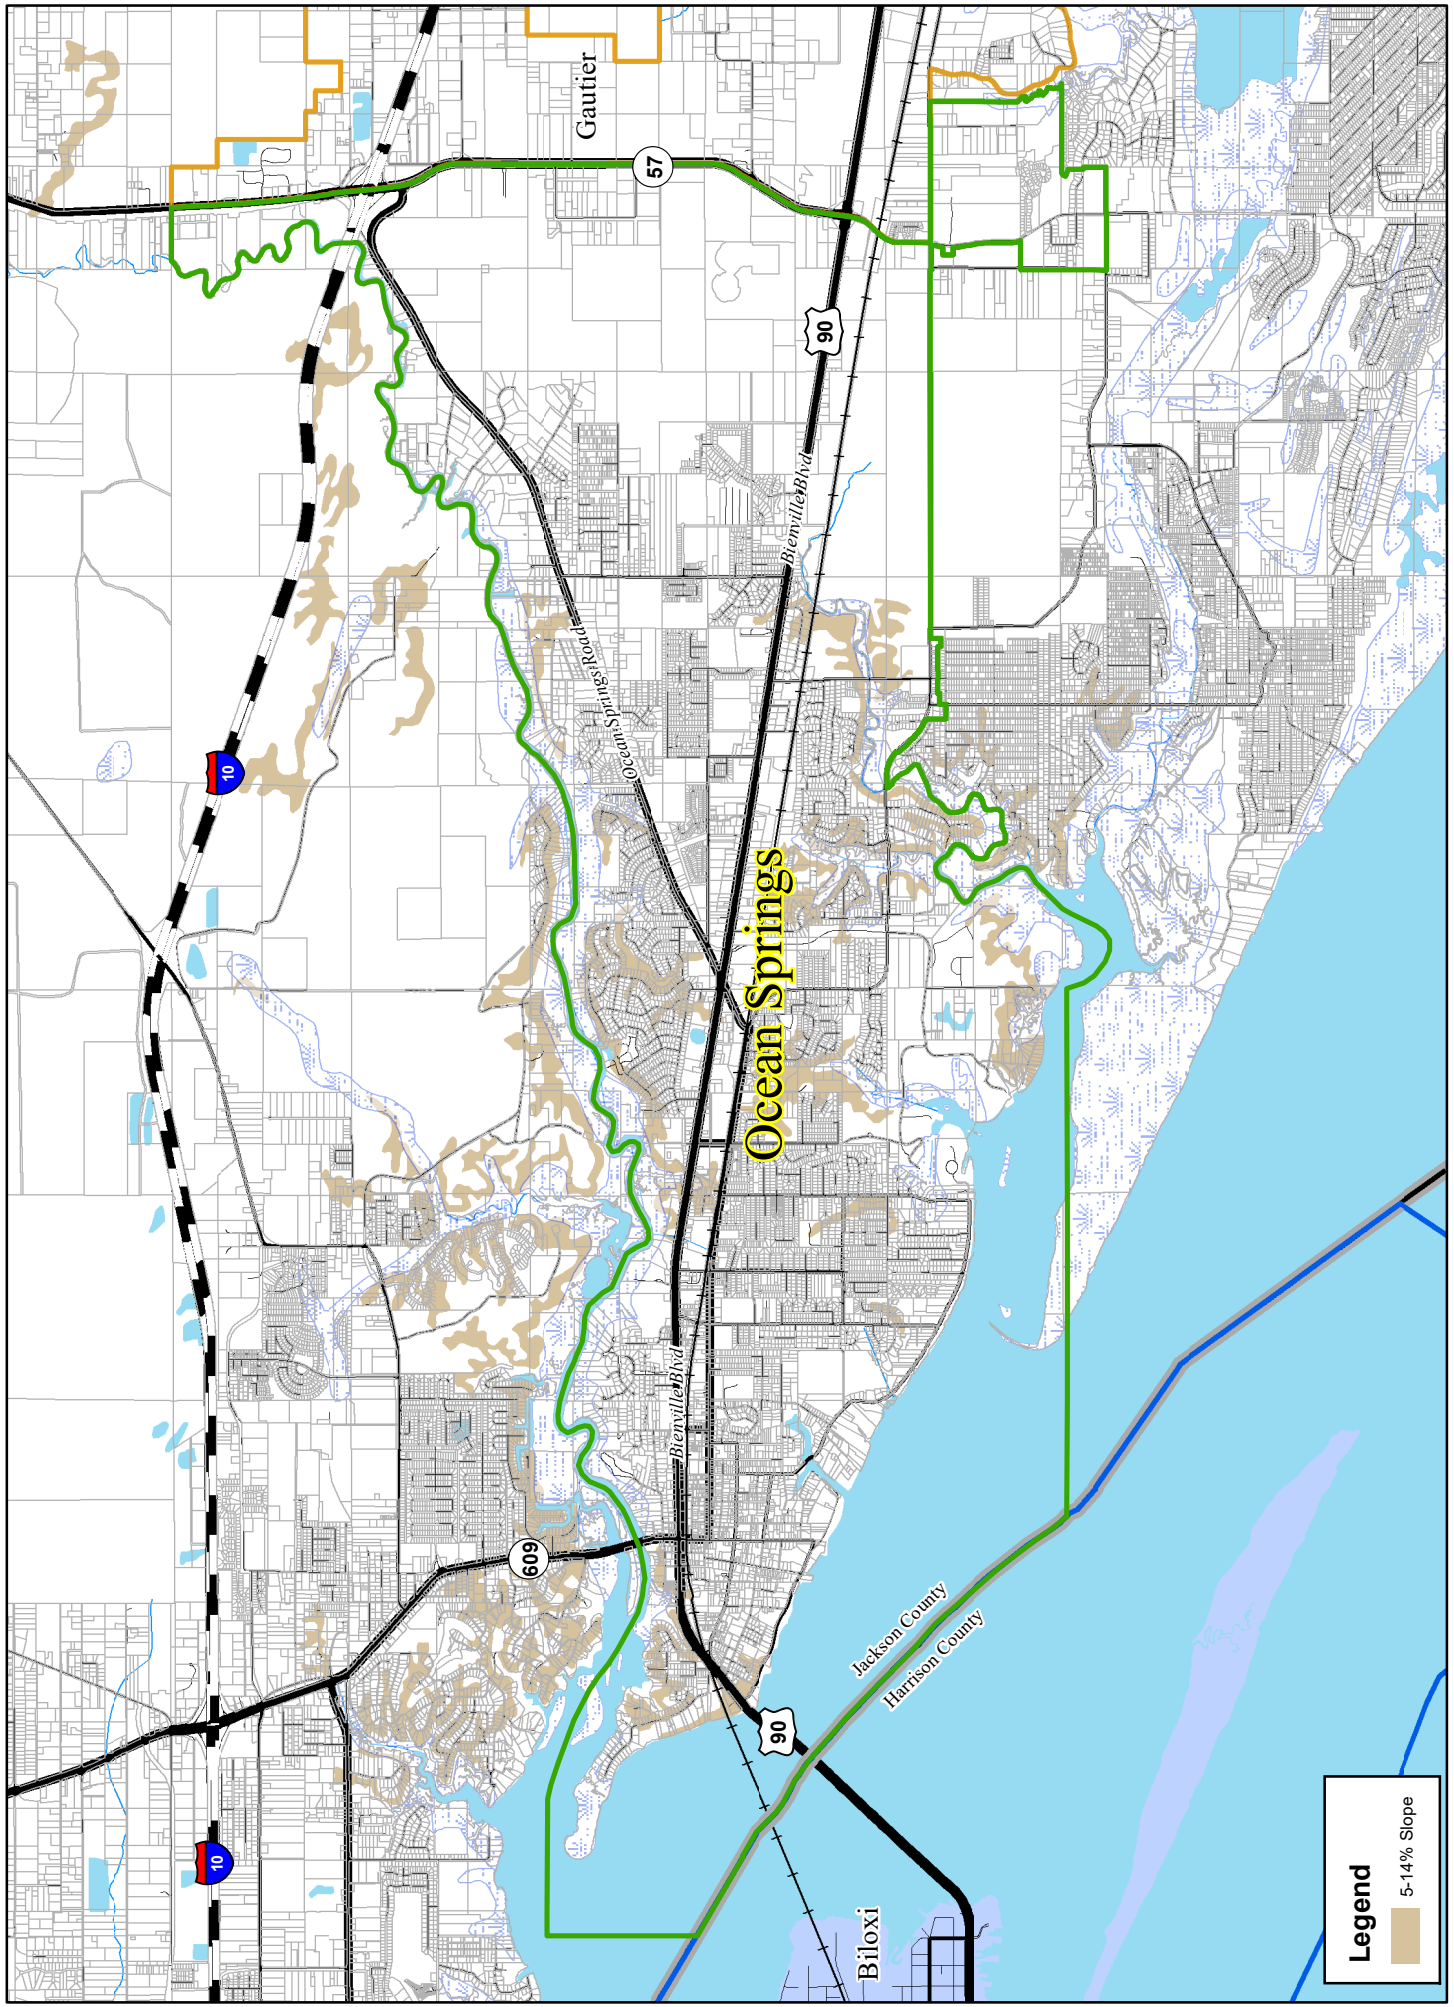 10
10
609
57
90
90
Gautier
Ocean Springs Road
Bienville Blvd
Bienville Blvd
Ocean Springs
Jackson County
Harrison County
Biloxi
Legend
5-14% Slope